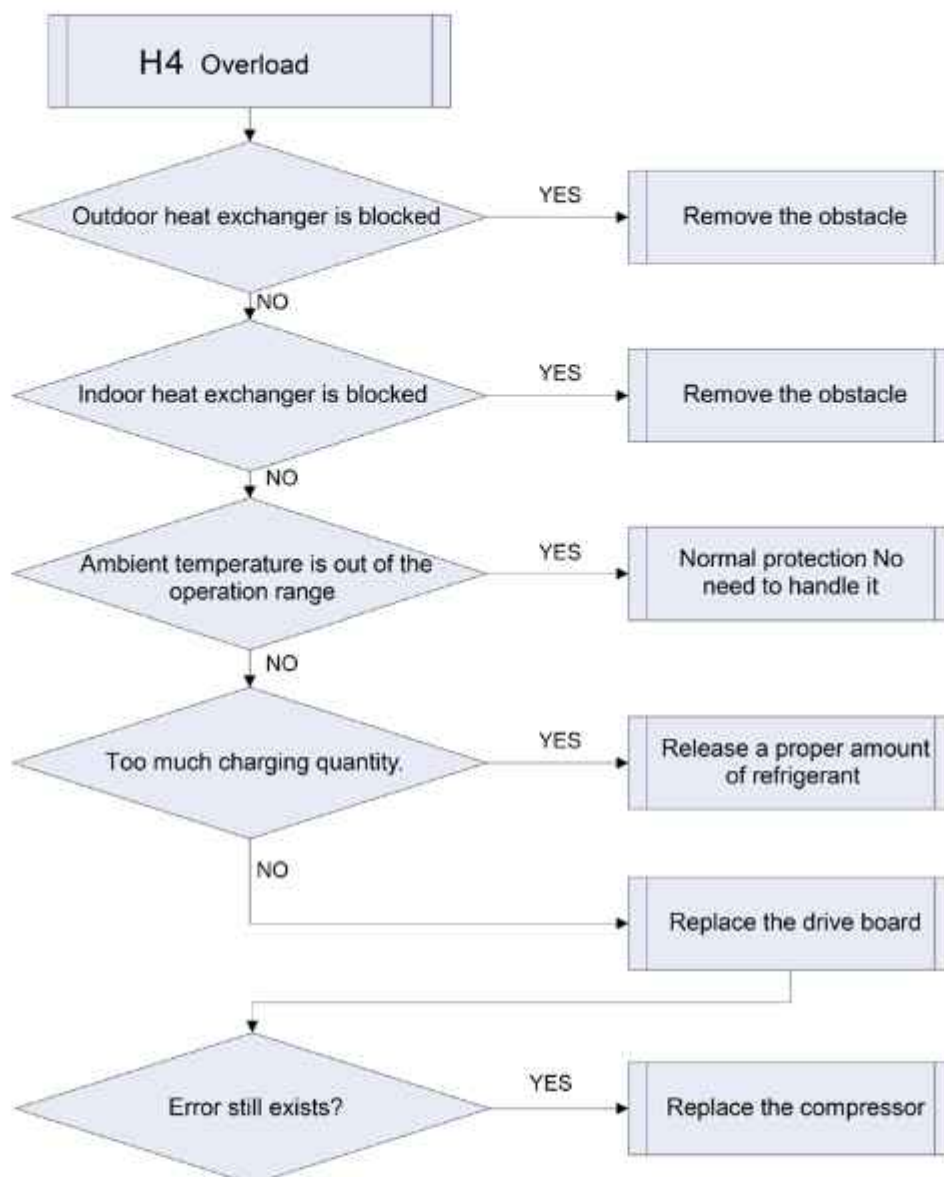 H4 Overload
Outdoor heat exchanger is blocked
YES
Remove the obstacle
NO
Indoor heat exchanger is blocked
YES
Remove the obstacle
NO
Ambient temperature is out of the
operation range
YES
Normal protection No
need to handle it
NO
Too much charging quantity.
YES
Release a proper amount
of refrigerant
NO
Replace the drive board
Error still exists?
YES
Replace the compressor